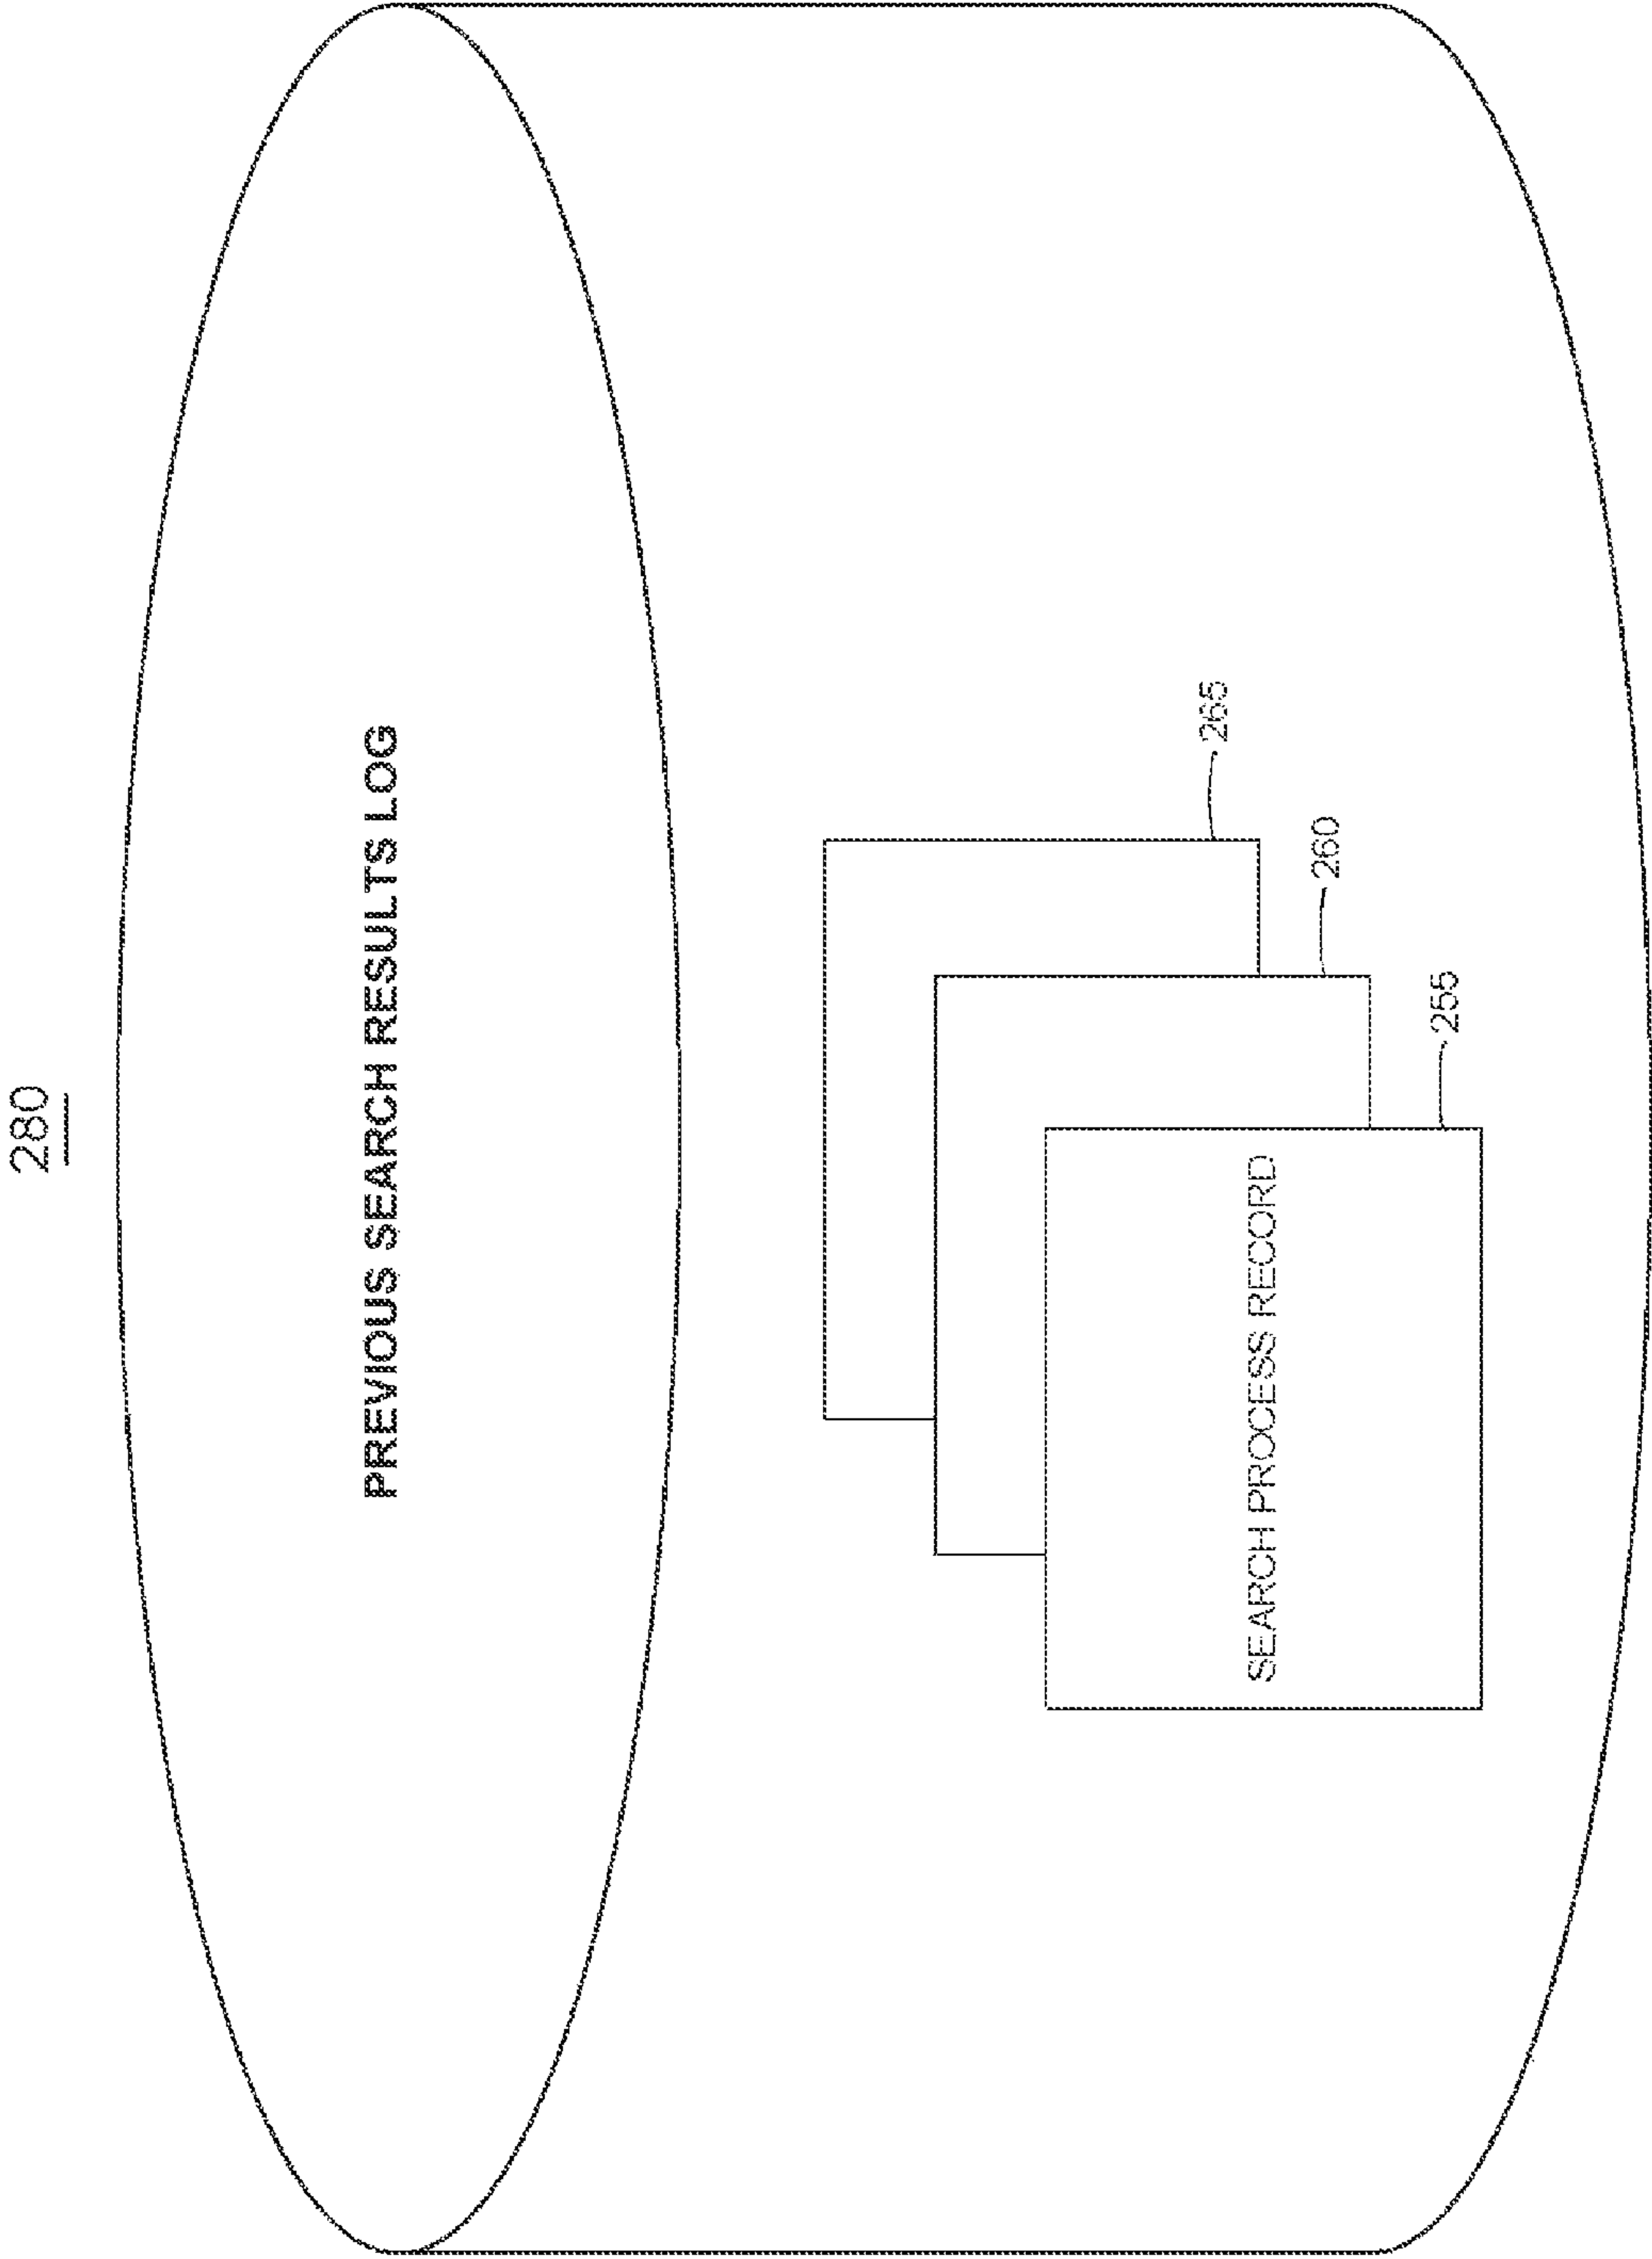 280
PREVIOUS SEARCH RESULTS LOG
265
260
255
SEARCH PROCESS RECORD